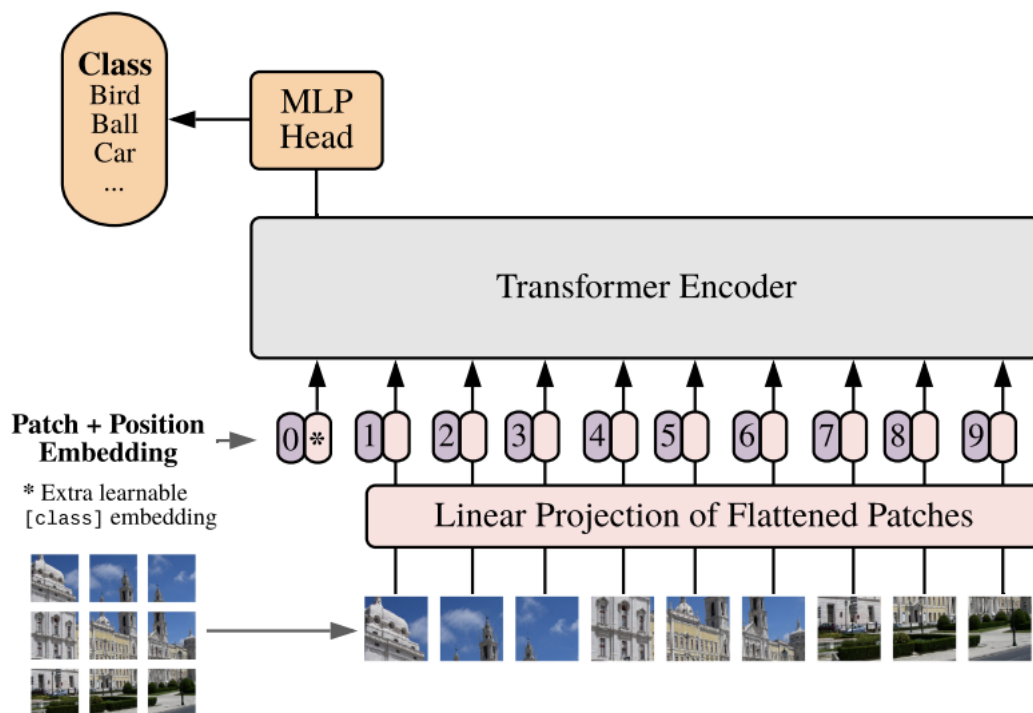 Class
Bird
Ball
Car
...
MLP
Head
Transformer Encoder
Patch + Position
Embedding
0 * 1 2 3 4 5 6 7 8 9
* Extra learnable
[class] embedding
Linear Projection of Flattened Patches